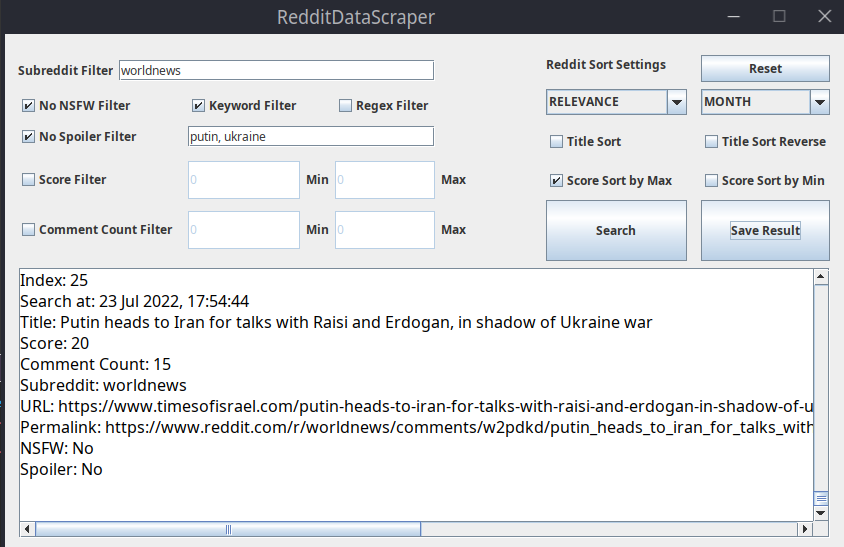 RedditDataScraper
Subreddit Filter worldnews
Reddit Sort Settings Reset
No NSFW Filter Keyword Filter Regex Filter
RELEVANCE MONTH
No Spoiler Filter putin, ukraine
Title Sort Title Sort Reverse
Score Filter 0 Min 0 Max
Score Sort by Max Score Sort by Min
Comment Count Filter 0 Min 0 Max
Search Save Result
Index: 25
Search at: 23 Jul 2022, 17:54:44
Title: Putin heads to Iran for talks with Raisi and Erdogan, in shadow of Ukraine war
Score: 20
Comment Count: 15
Subreddit: worldnews
URL: https://www.timesofisrael.com/putin-heads-to-iran-for-talks-with-raisi-and-erdogan-in-shadow-of-u
Permalink: https://www.reddit.com/r/worldnews/comments/w2pdkd/putin_heads_to_iran_for_talks_with
NSFW: No
Spoiler: No